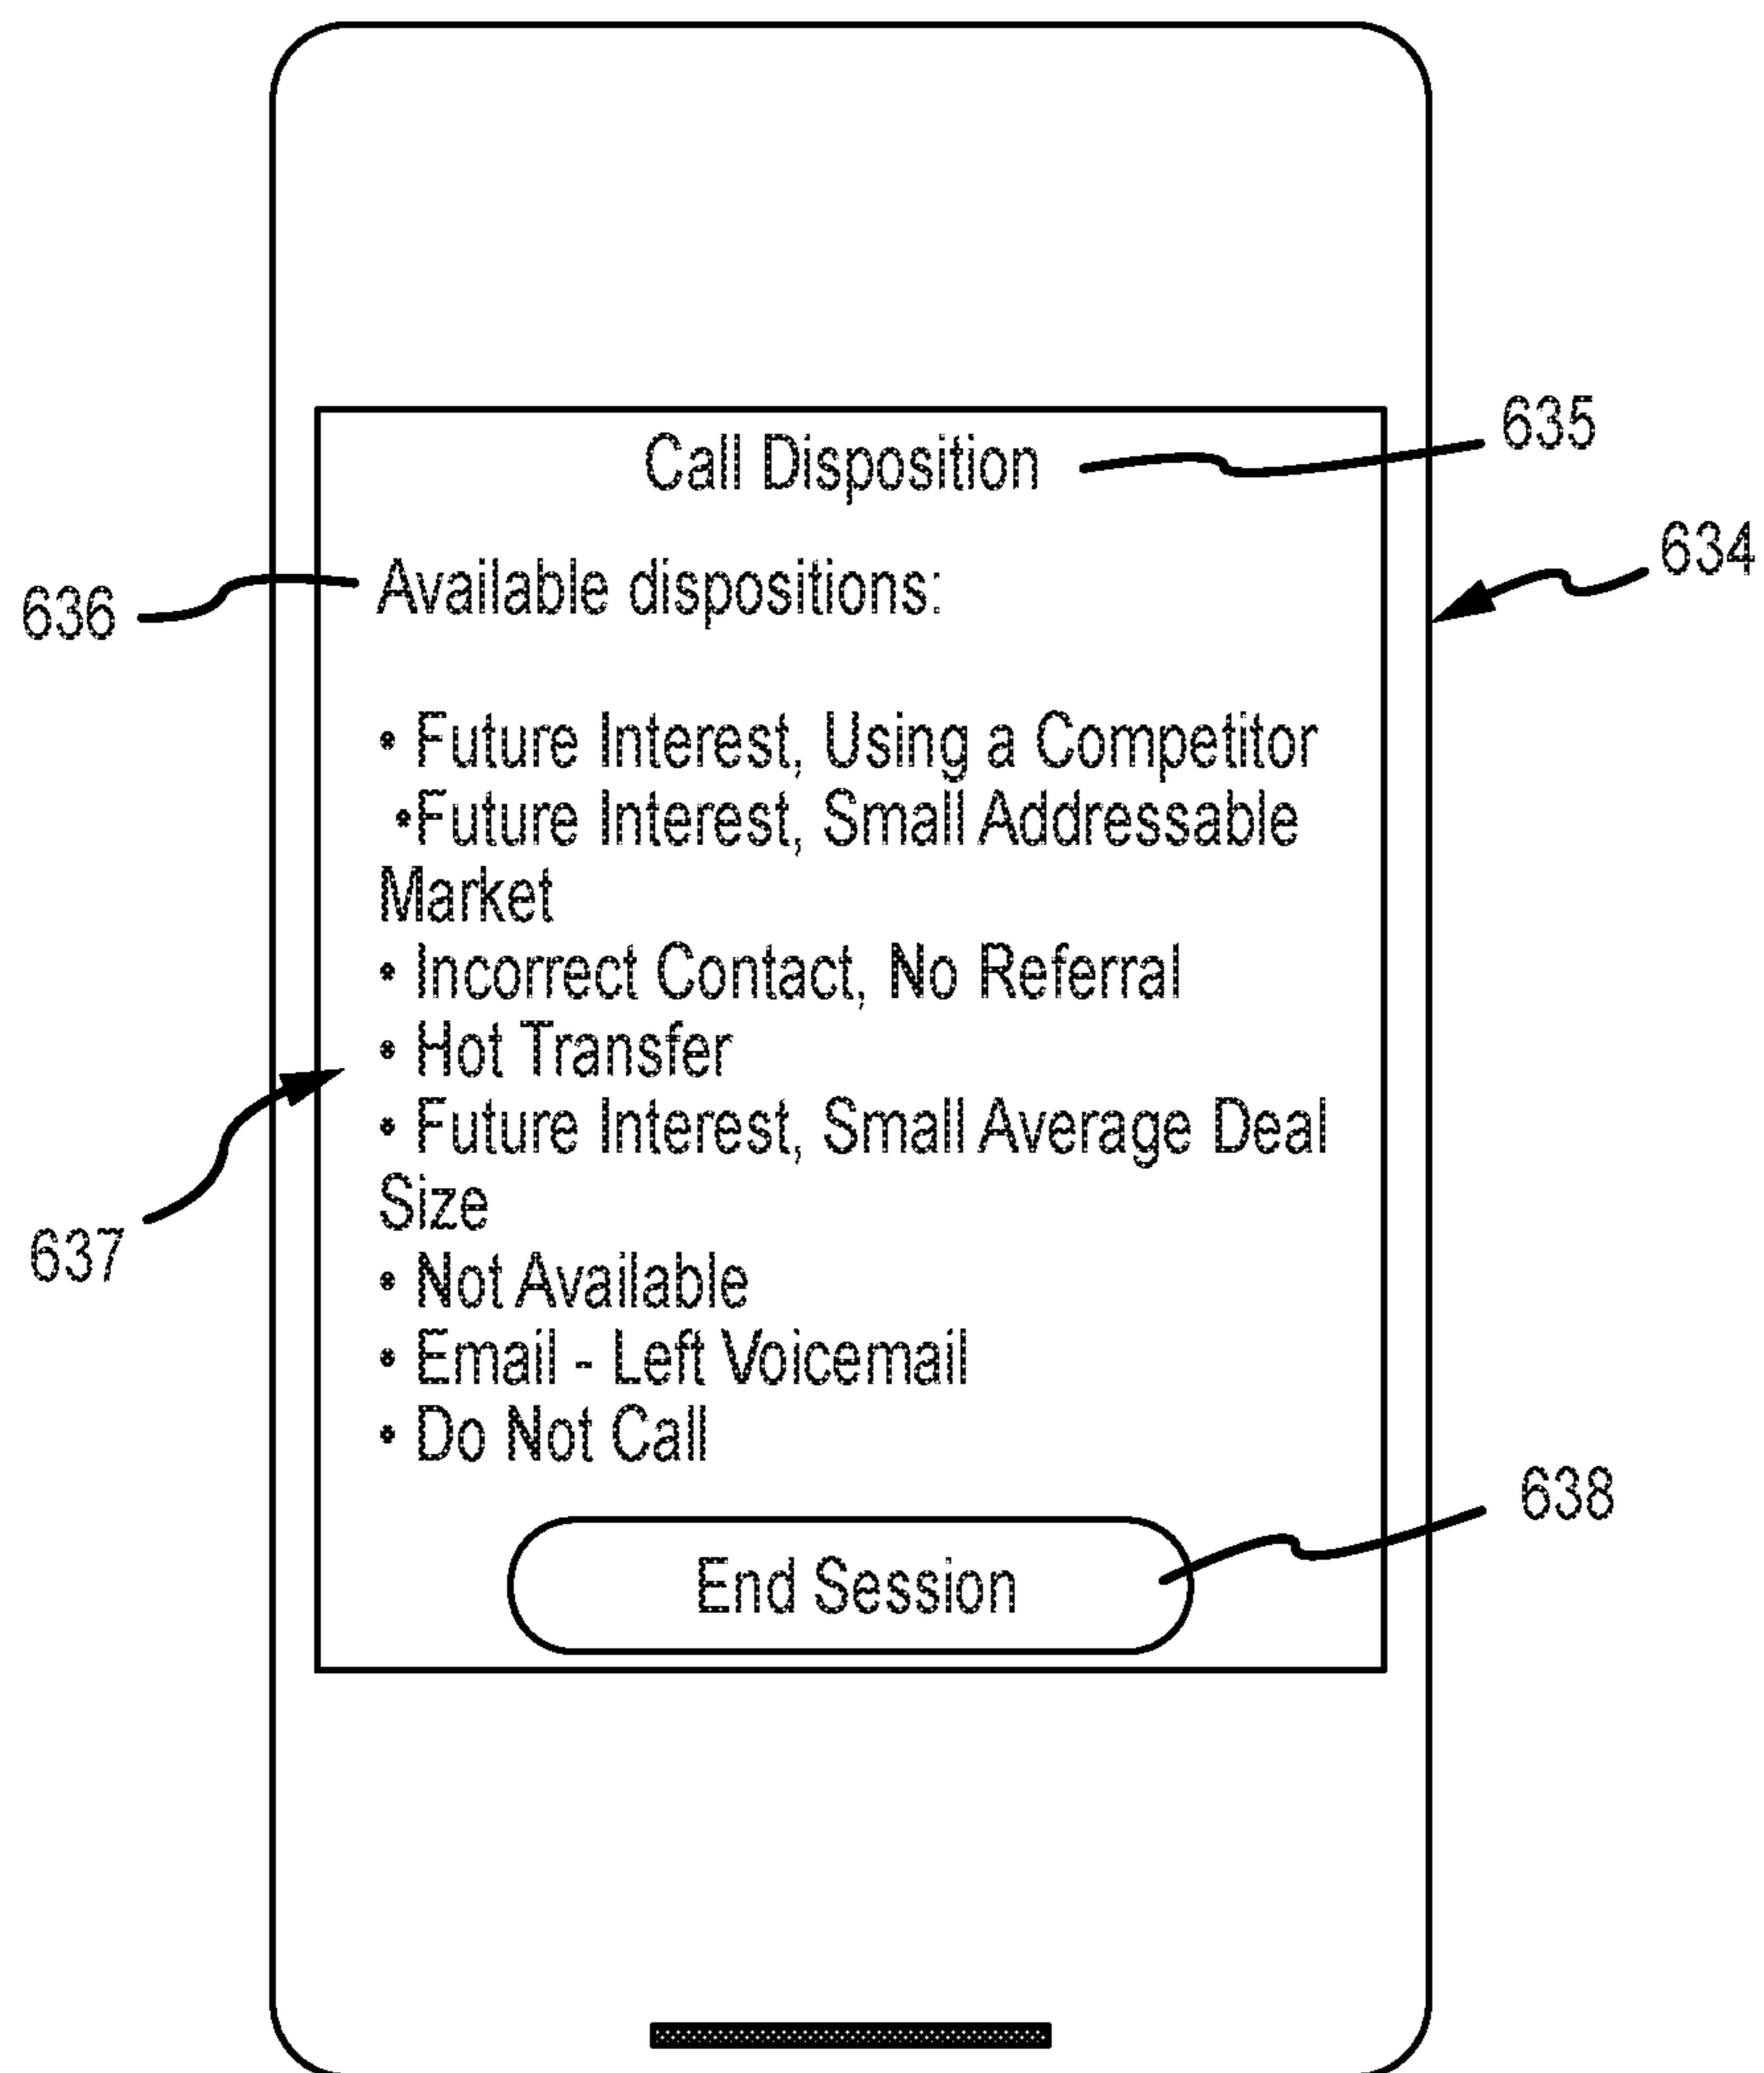 Call Disposition
635
634
636
Available dispositions:
• Future Interest, Using a Competitor
•Future Interest, Small Addressable
Market
• Incorrect Contact, No Referral
• Hot Transfer
• Future Interest, Small Average Deal
Size
637
• Not Available
• Email - Left Voicemail
• Do Not Call
638
End Session